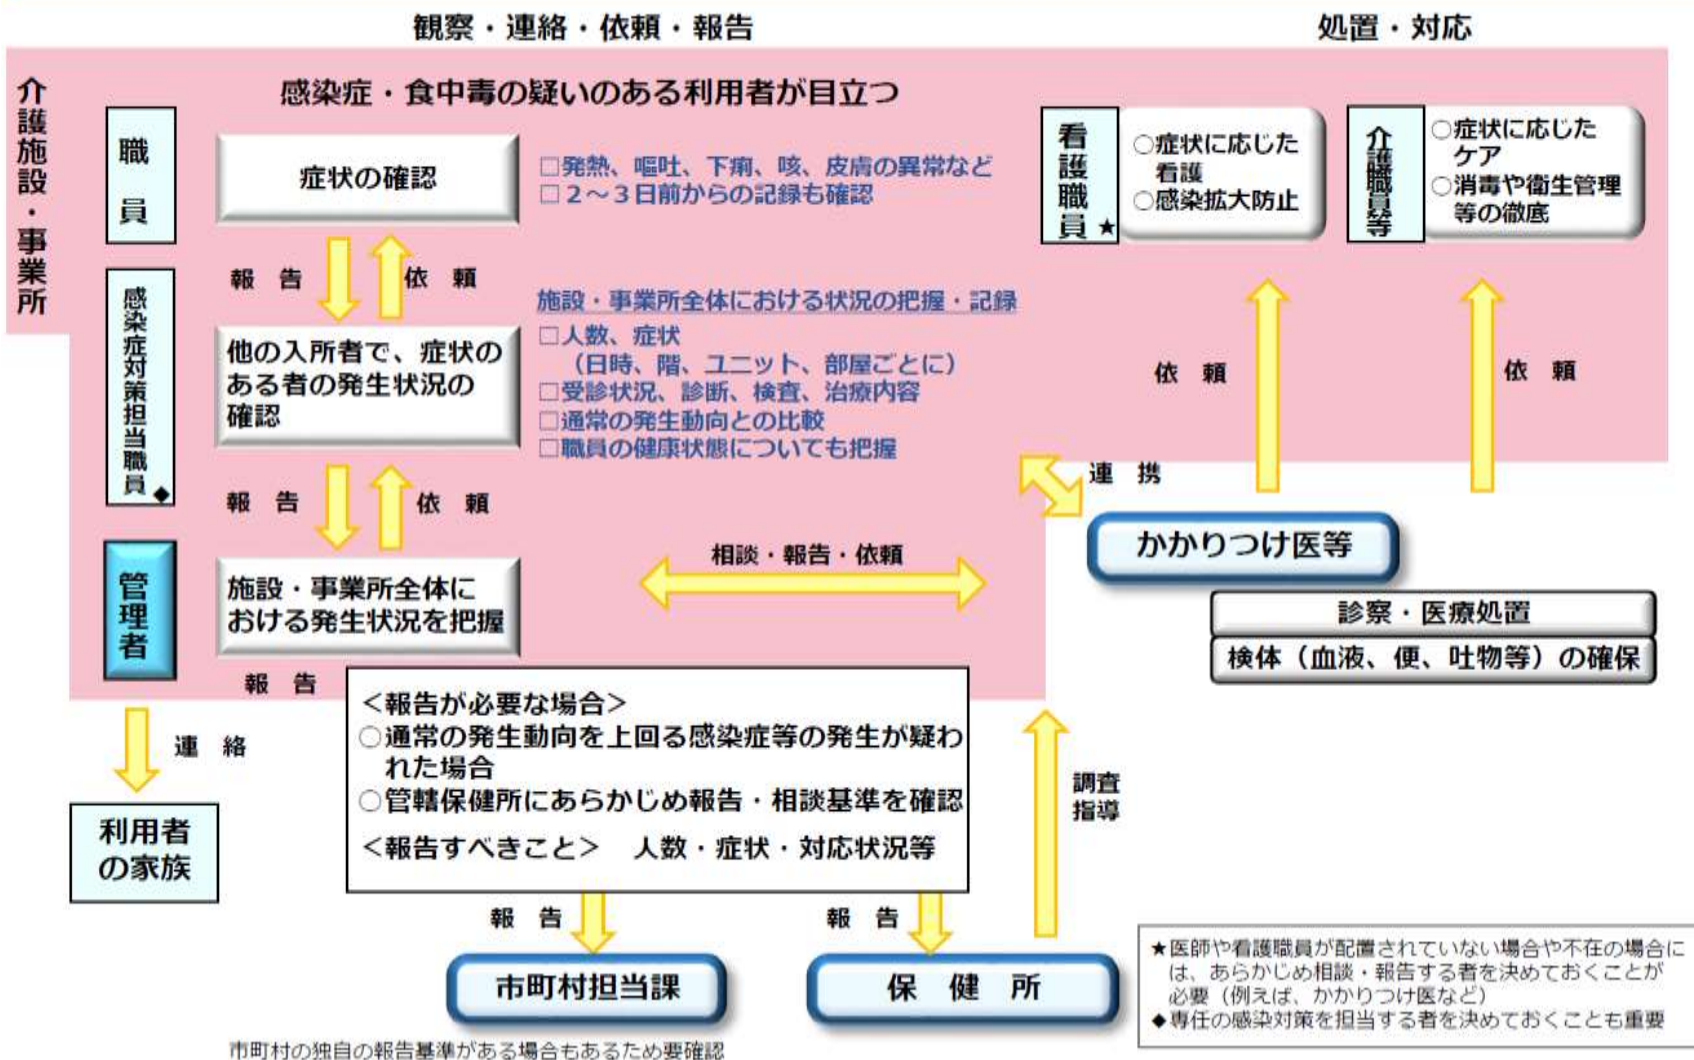 観察・連絡・依頼・報告
処置・対応
介護施設・事業所
感染症・食中毒の疑いのある利用者が目立つ
職員
症状の確認
□発熱、嘔吐、下痢、咳、皮膚の異常など
□２～３日前からの記録も確認
看護職員★
○症状に応じた
看護
○感染拡大防止
介護職員等
○症状に応じた
ケア
○消毒や衛生管理
等の徹底
報告
依頼
感染症対策担当職員◆
他の入所者で、症状の
ある者の発生状況の
確認
施設・事業所全体における状況の把握・記録
□人数、症状
（日時、階、ユニット、部屋ごとに）
□受診状況、診断、検査、治療内容
□通常の発生動向との比較
□職員の健康状態についても把握
依頼
依頼
報告
依頼
連携
管理者
施設・事業所全体に
おける発生状況を把握
相談・報告・依頼
かかりつけ医等
診察・医療処置
検体（血液、便、吐物等）の確保
報告
連絡
利用者
の家族
＜報告が必要な場合＞
○通常の発生動向を上回る感染症等の発生が疑わ
れた場合
○管轄保健所にあらかじめ報告・相談基準を確認
＜報告すべきこと＞　人数・症状・対応状況等
調査
指導
報告
報告
市町村担当課
保健所
市町村の独自の報告基準がある場合もあるため要確認
★医師や看護職員が配置されていない場合や不在の場合に
は、あらかじめ相談・報告する者を決めておくことが
必要（例えば、かかりつけ医など）
◆専任の感染対策を担当する者を決めておくことも重要